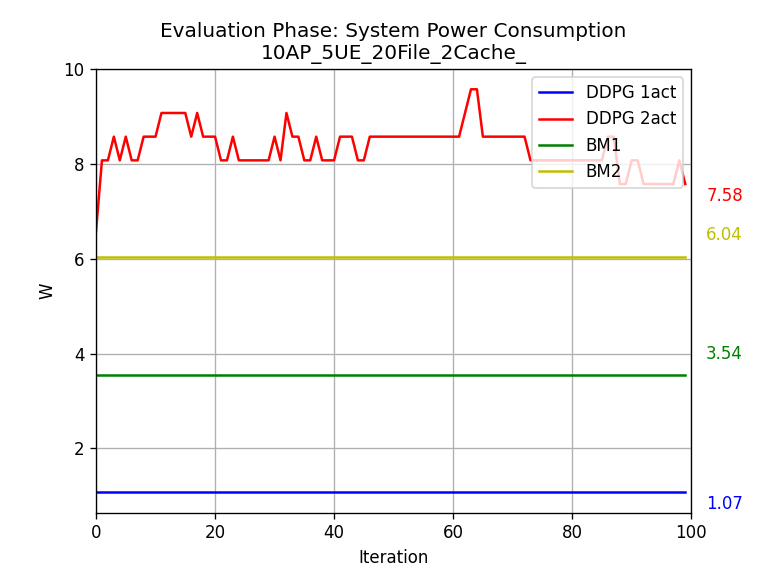 Evaluation Phase: System Power Consumption
10AP_5UE_20File_2Cache_
10
8
6
4
2
W
0
20
40
60
80
100
Iteration
DDPG 1act
DDPG 2act
BM1
BM2
7.58
6.04
3.54
1.07